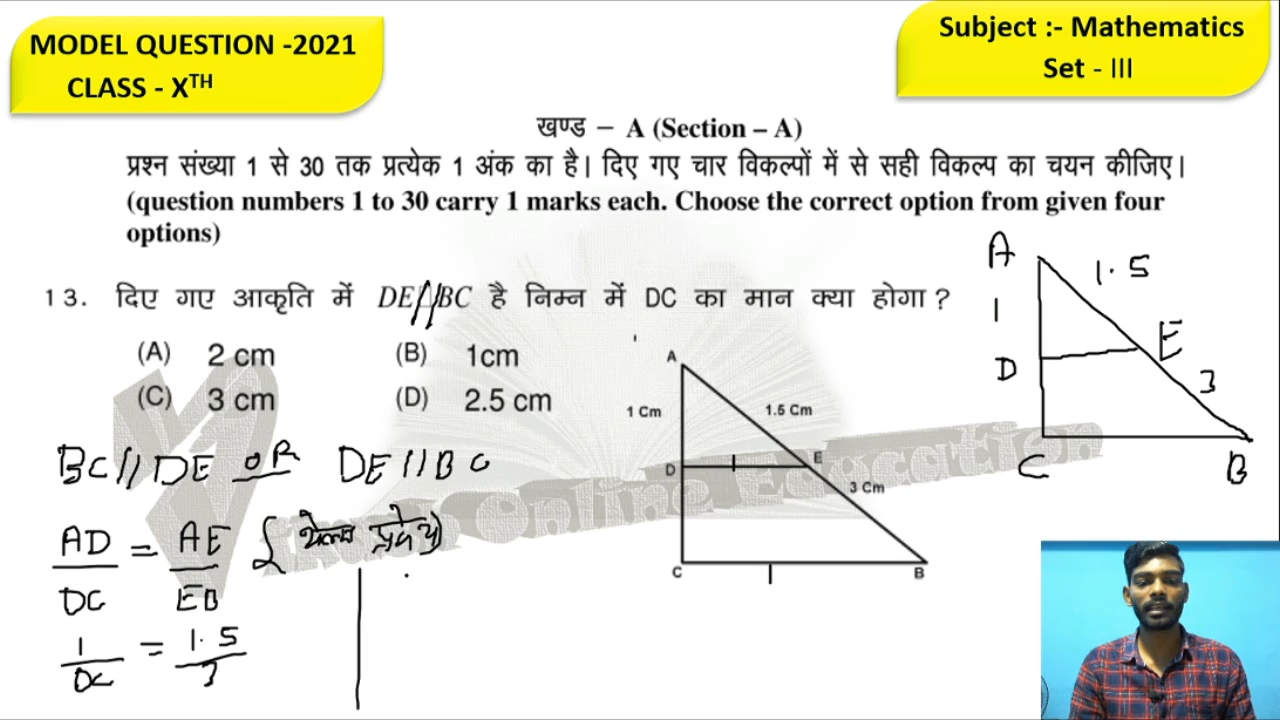 MODEL QUESTION -2021
CLASS - XTH
Subject :- Mathematics
Set - III
खण्ड – A (Section – A)
प्रश्न संख्या 1 से 30 तक प्रत्येक 1 अंक का है। दिए गए चार विकल्पों में से सही विकल्प का चयन कीजिए।
(question numbers 1 to 30 carry 1 marks each. Choose the correct option from given four
options)
13. दिए गए आकृति में DE//BC है निम्न में DC का मान क्या होगा?
(A) 2 cm (B) 1cm
(C) 3 cm (D) 2.5 cm
A
1 Cm 1.5 Cm
D E
3 Cm
C B
A
1.5
1
E
D
3
C B
BC//DE OR DE//BC
AD/DC = AE/EB [थेल्स प्रमेय]
1/DC = 1.5/3
Online Education